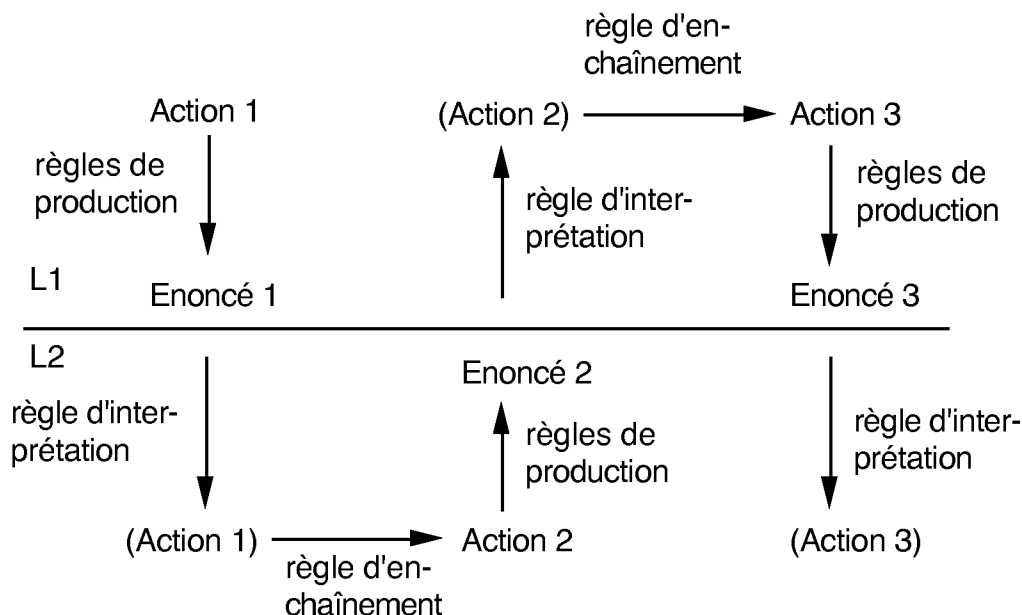 règle d'en-
chaînement
Action 1
(Action 2)
Action 3
règles de
production
règle d'inter-
prétation
règles de
production
L1
Enoncé 1
Enoncé 3
L2
Enoncé 2
règle d'inter-
prétation
règles de
production
règle d'inter-
prétation
(Action 1)
Action 2
(Action 3)
règle d'en-
chaînement